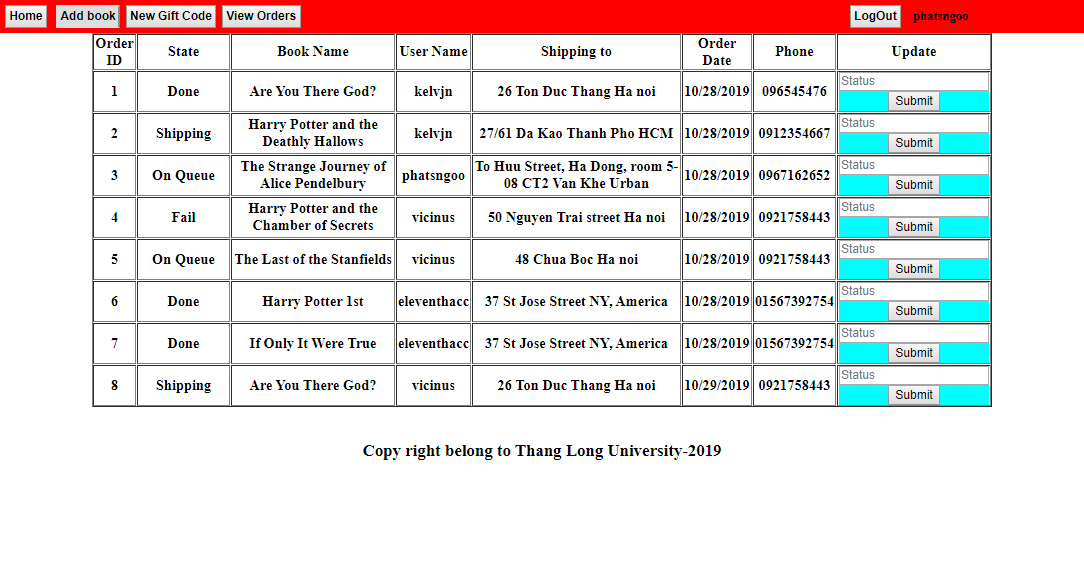 Home Add book New Gift Code View Orders LogOut phatsngoo
Order ID State Book Name User Name Shipping to Order Date Phone Update
1 Done Are You There God? kelvjn 26 Ton Duc Thang Ha noi 10/28/2019 096545476 Status
Submit
2 Shipping Harry Potter and the Deathly Hallows kelvjn 27/61 Da Kao Thanh Pho HCM 10/28/2019 0912354667 Status
Submit
3 On Queue The Strange Journey of Alice Pendelbury phatsngoo To Huu Street, Ha Dong, room 5-08 CT2 Van Khe Urban 10/28/2019 0967162652 Status
Submit
4 Fail Harry Potter and the Chamber of Secrets vicinus 50 Nguyen Trai street Ha noi 10/28/2019 0921758443 Status
Submit
5 On Queue The Last of the Stanfields vicinus 48 Chua Boc Ha noi 10/28/2019 0921758443 Status
Submit
6 Done Harry Potter 1st eleventhacc 37 St Jose Street NY, America 10/28/2019 01567392754 Status
Submit
7 Done If Only It Were True eleventhacc 37 St Jose Street NY, America 10/28/2019 01567392754 Status
Submit
8 Shipping Are You There God? vicinus 26 Ton Duc Thang Ha noi 10/29/2019 0921758443 Status
Submit
Copy right belong to Thang Long University-2019